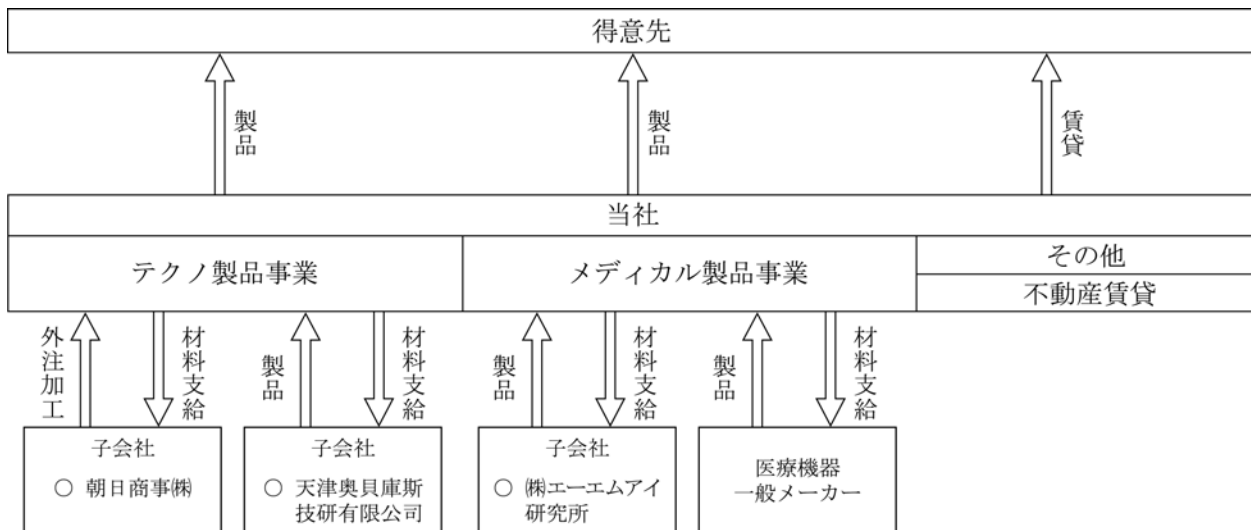 得意先
製品
製品
賃貸
当社
テクノ製品事業
メディカル製品事業
その他
不動産賃貸
外注加工
材料支給
製品
材料支給
製品
材料支給
製品
材料支給
子会社
○ 朝日商事㈱
子会社
○ 天津奥貝庫斯
技研有限公司
子会社
○ ㈱エーエムアイ
研究所
医療機器
一般メーカー